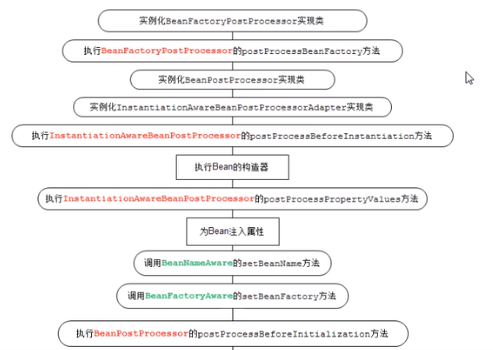 实例化BeanFactoryPostProcessor实现类
执行BeanFactoryPostProcessor的postProcessBeanFactory方法
实例化BeanPostProcessor实现类
实例化InstantiationAwareBeanPostProcessorAdapter实现类
执行InstantiationAwareBeanPostProcessor的postProcessBeforeInstantiation方法
执行Bean的构造器
执行InstantiationAwareBeanPostProcessor的postProcessPropertyValues方法
为Bean注入属性
调用BeanNameAware的setBeanName方法
调用BeanFactoryAware的setBeanFactory方法
执行BeanPostProcessor的postProcessBeforeInitialization方法